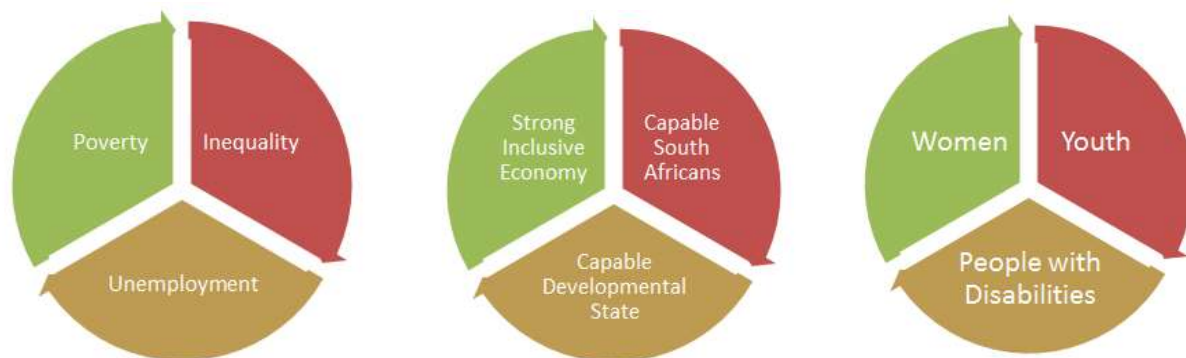 Poverty
Inequality
Unemployment
Strong
Inclusive
Economy
Capable
South
Africans
Capable
Developmental
State
Women
Youth
People with
Disabilities